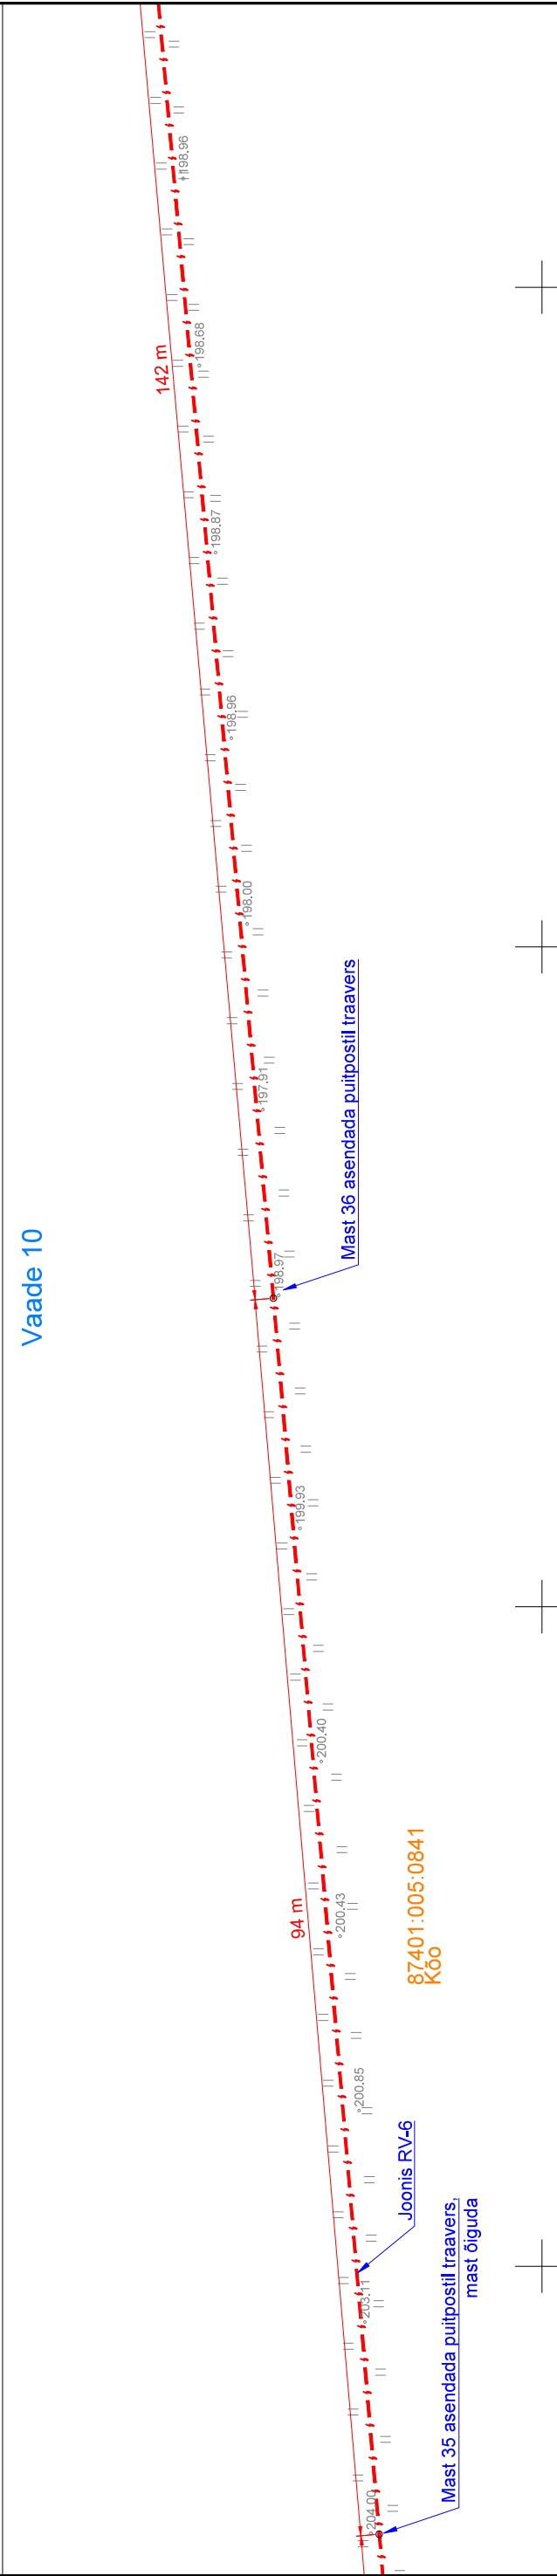 Vaade 10
204.00
203.11
200.85
200.43
200.40
199.93
198.97
197.91
198.00
198.96
198.87
198.68
198.96
94 m
142 m
Mast 36 asendada puitpostil traavers
87401:005:0841
Kõo
Joonis RV-6
Mast 35 asendada puitpostil traavers,
mast õiguda